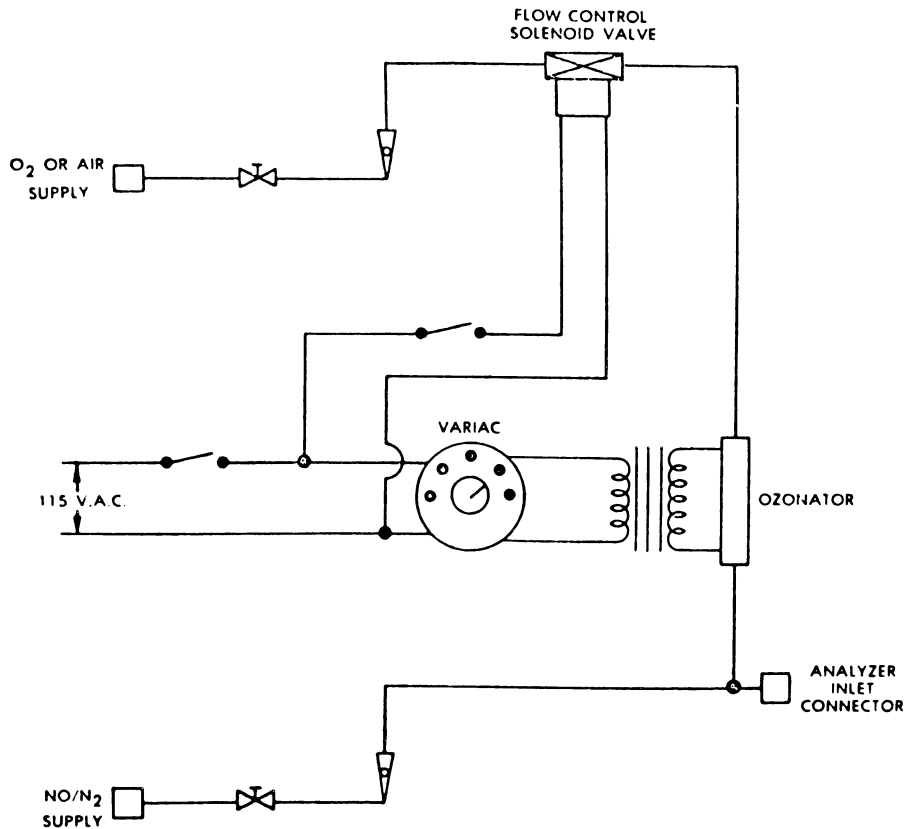 FLOW CONTROL
SOLENOID VALVE
O₂ OR AIR
SUPPLY
VARIAC
115 V.A.C.
OZONATOR
ANALYZER
INLET
CONNECTOR
NO/N₂
SUPPLY